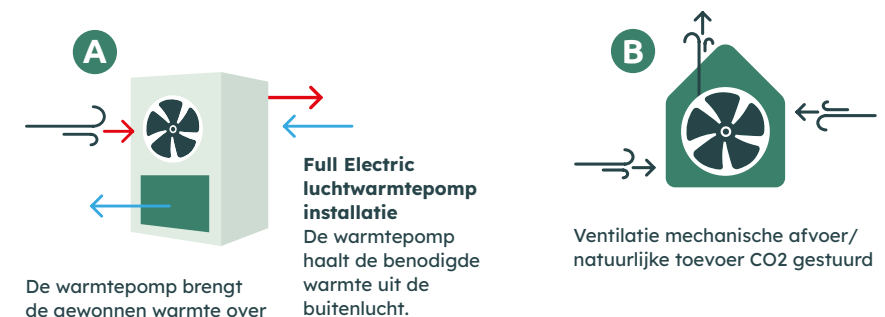 A
B
Full Electric
luchtwarmtepomp
installatie
De warmtepomp
haalt de benodigde
warmte uit de
buitenlucht.
De warmtepomp brengt
de gewonnen warmte over
Ventilatie mechanische afvoer/
natuurlijke toevoer CO2 gestuurd